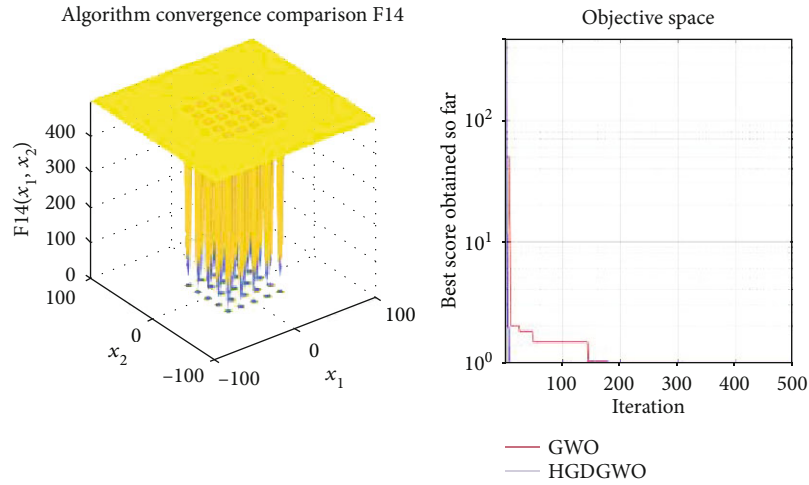 Algorithm convergence comparison F14
F14(x₁, x₂)
400
300
200
100
0
100
0
–100
x₂
–100
0
100
x₁
Objective space
Best score obtained so far
10²
10¹
10⁰
100 200 300 400 500
Iteration
GWO
HGDGWO